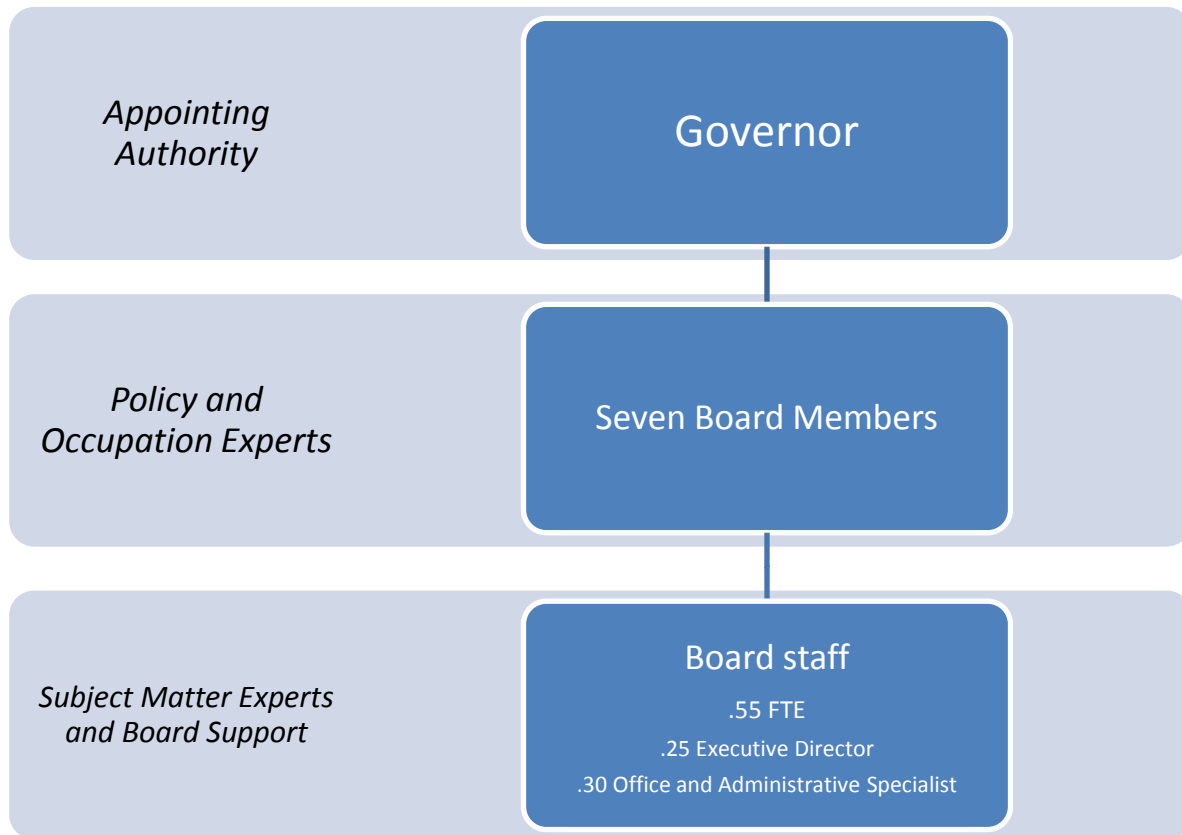 Appointing
Authority
Governor
Policy and
Occupation Experts
Seven Board Members
Subject Matter Experts
and Board Support
Board staff
.55 FTE
.25 Executive Director
.30 Office and Administrative Specialist